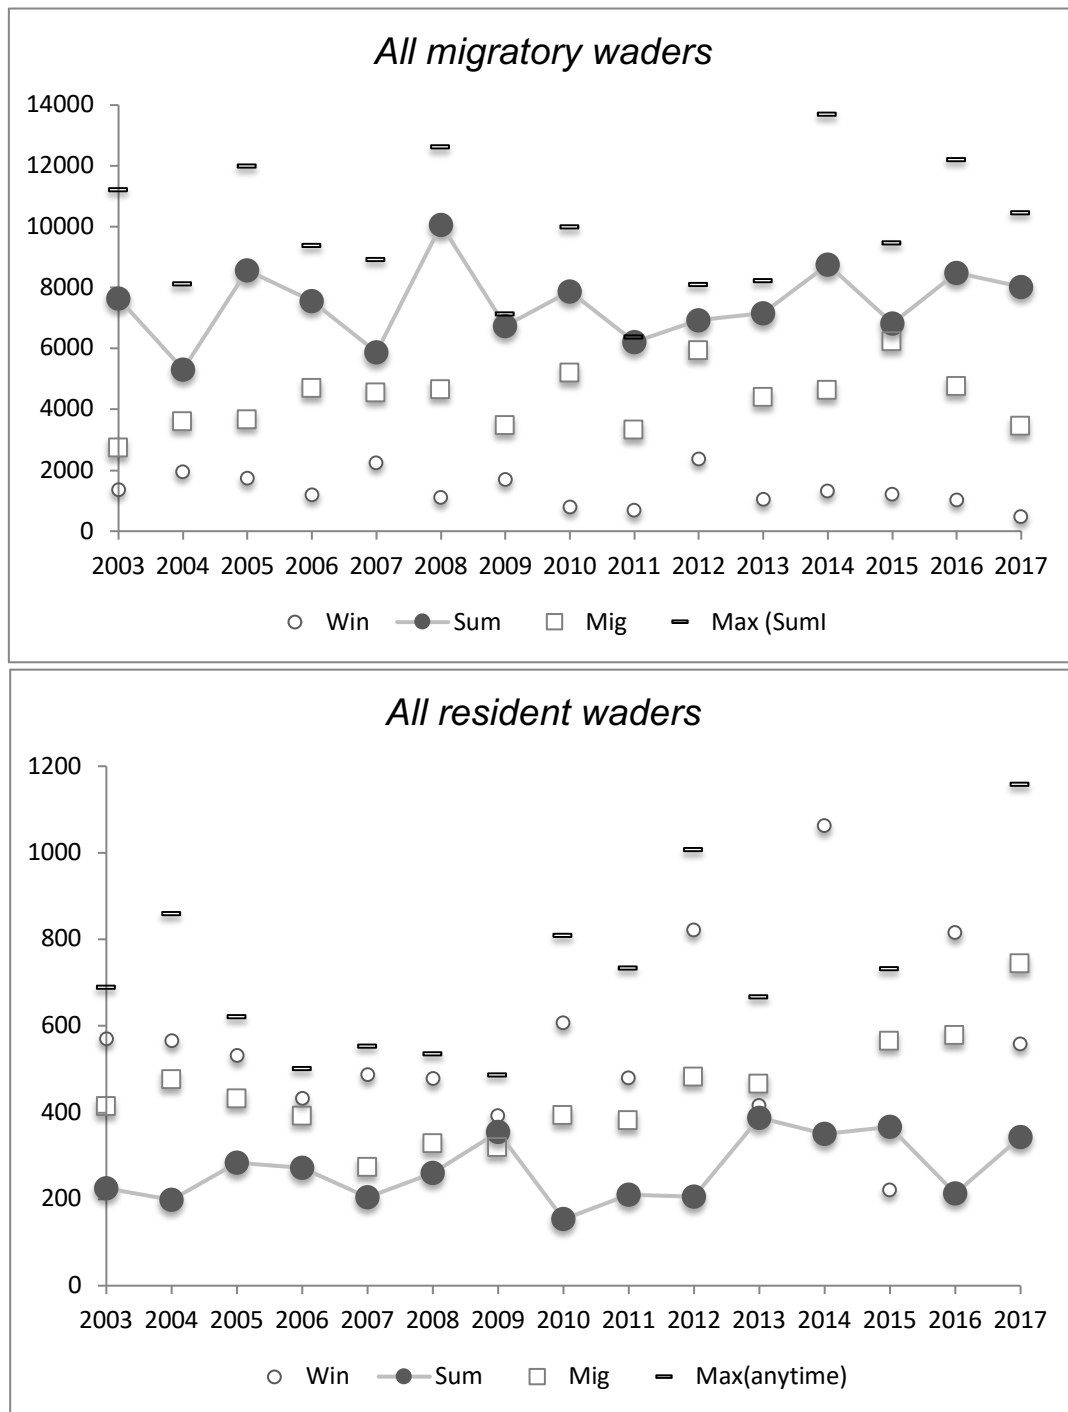 All migratory waders
14000
12000
10000
8000
6000
4000
2000
0
2003 2004 2005 2006 2007 2008 2009 2010 2011 2012 2013 2014 2015 2016 2017
Win Sum Mig Max (Suml
All resident waders
1200
1000
800
600
400
200
0
2003 2004 2005 2006 2007 2008 2009 2010 2011 2012 2013 2014 2015 2016 2017
Win Sum Mig Max(anytime)